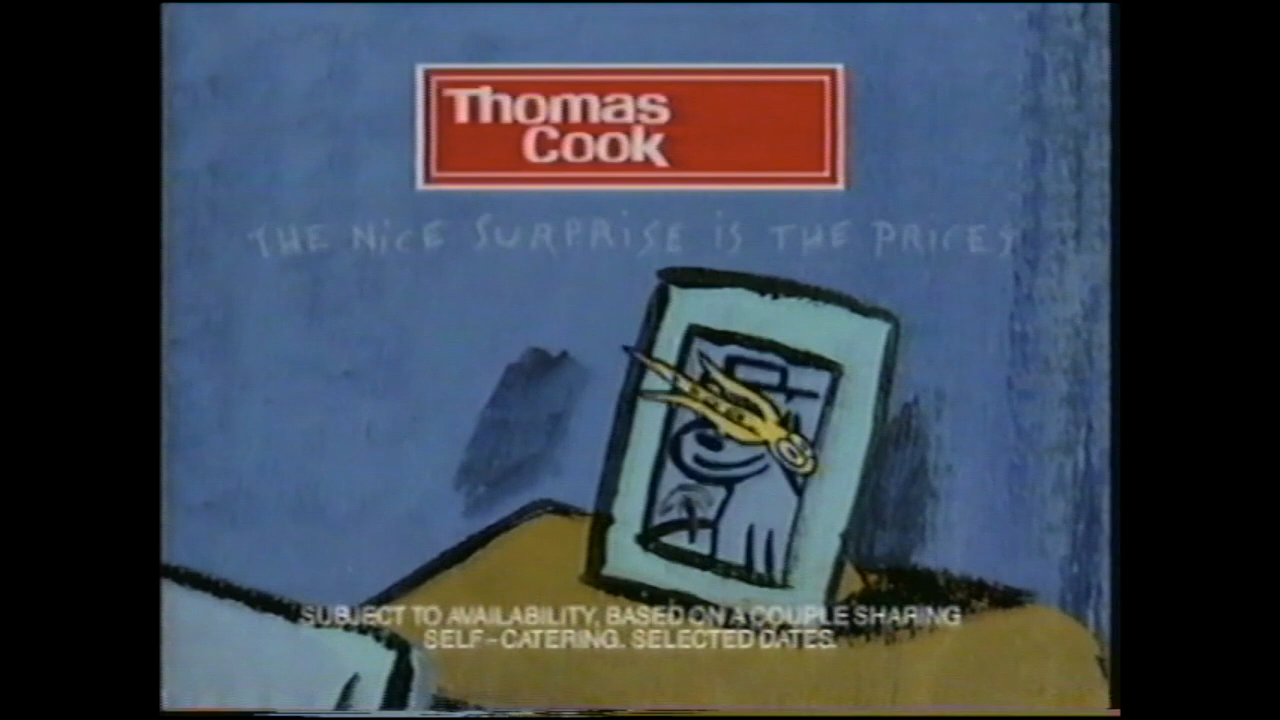 Thomas
Cook
THE NICE SURPRISE IS THE PRICES
SUBJECT TO AVAILABILITY, BASED ON A COUPLE SHARING
SELF-CATERING. SELECTED DATES.